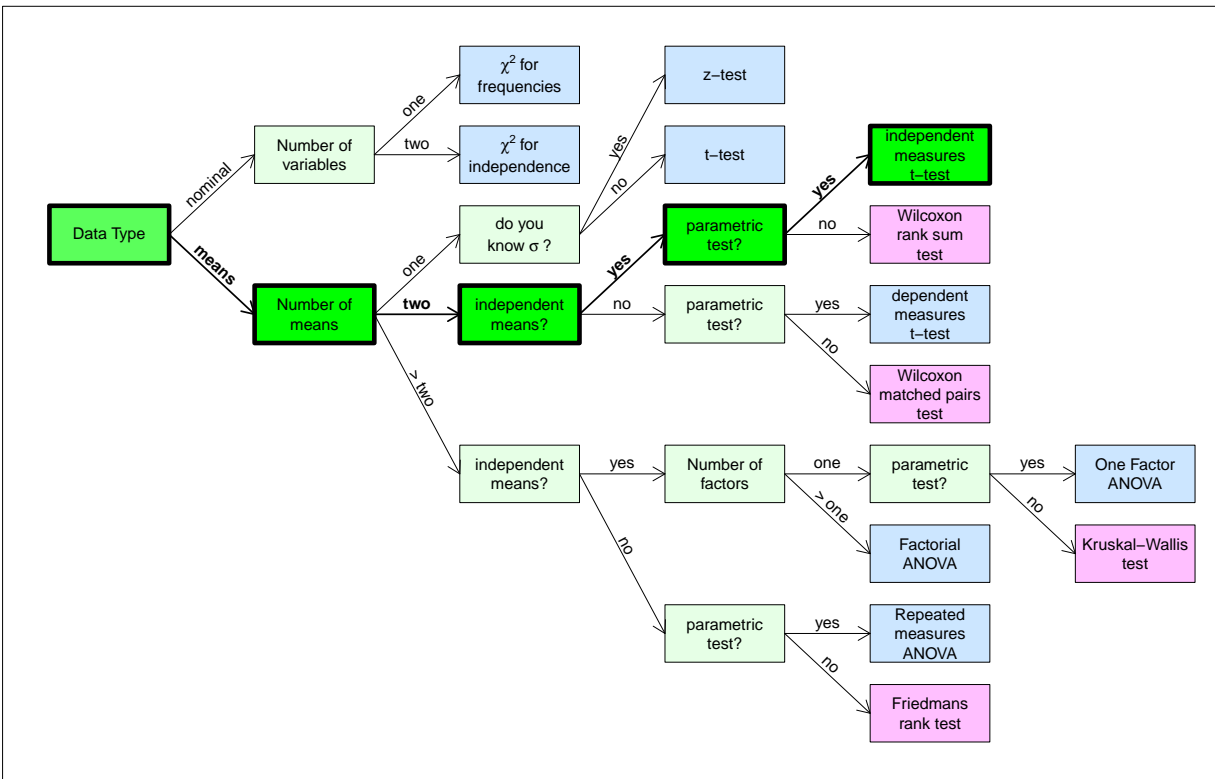 χ² for
frequencies
z−test
one
Number of
variables
two
χ² for
independence
yes
t−test
independent
measures
t−test
nominal
no
yes
Data Type
do you
know σ ?
parametric
test?
no
Wilcoxon
rank sum
test
means
one
yes
Number of
means
two
independent
means?
no
parametric
test?
yes
dependent
measures
t−test
no
> two
Wilcoxon
matched pairs
test
independent
means?
yes
Number of
factors
one
parametric
test?
yes
One Factor
ANOVA
> one
no
no
Factorial
ANOVA
Kruskal−Wallis
test
parametric
test?
yes
Repeated
measures
ANOVA
no
Friedmans
rank test